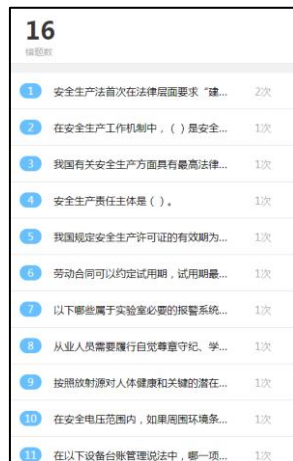 16
错题数
1 安全生产法首次在法律层面要求“建... 2次
2 在安全生产工作机制中，（ ）是安全... 1次
3 我国有关安全生产方面具有最高法律... 1次
4 安全生产责任主体是（ ）。 1次
5 我国规定安全生产许可证的有效期为... 1次
6 劳动合同可以约定试用期，试用期最... 1次
7 以下哪些属于实验室必要的报警系统... 1次
8 从业人员需要履行自觉尊章守纪、学... 1次
9 按照放射源对人体健康和关键的潜在... 1次
10 在安全电压范围内，如果周围环境条... 1次
11 在以下设备台账管理说法中，哪一项... 1次